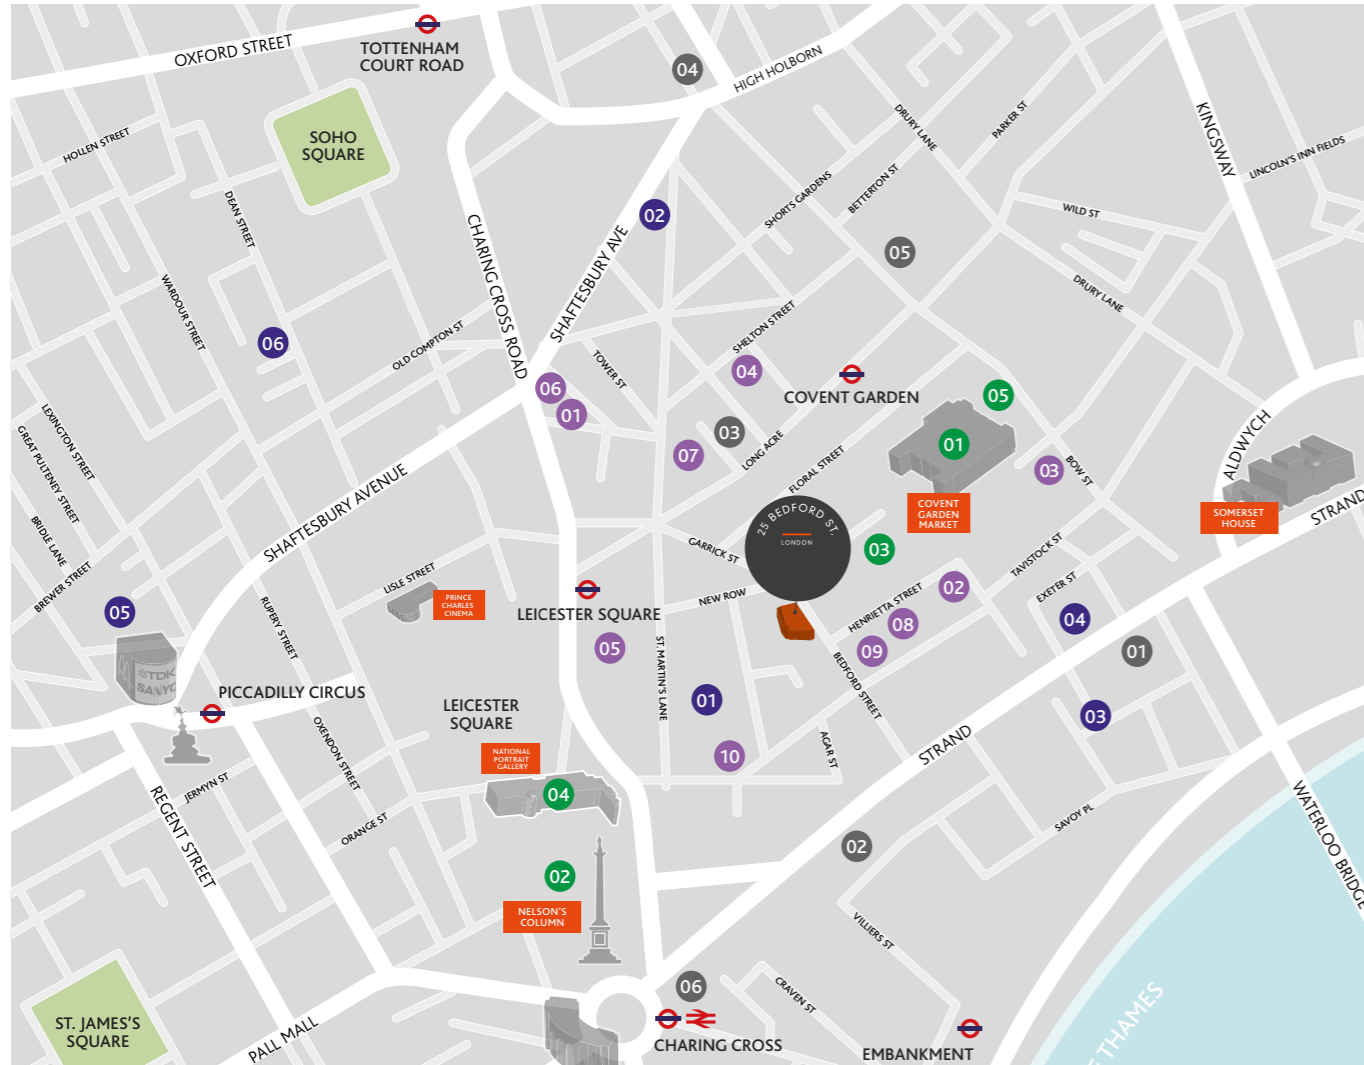 OXFORD STREET
TOTTENHAM
COURT ROAD
04
HIGH HOLBORN
HOLLEN STREET
SOHO
SQUARE
DRURY LANE
PARKER ST
KINGSWAY
LINCOLN'S INN FIELDS
DEAN STREET
CHARING CROSS ROAD
SHAFTESBURY AVE
02
SHORTS GARDENS
BETTERTON ST
WILD ST
05
WARDOUR STREET
06
OLD COMPTON ST
TOWER ST
SHELTON STREET
DRURY LANE
04
COVENT GARDEN
06
01
03
07
LONG ACRE
FLORAL STREET
05
01
03
BOW ST
ALDWYCH
LEXINGTON STREET
GREAT PULTENEY STREET
BRIDLE LANE
BREWER STREET
SHAFTESBURY AVENUE
COVENT
GARDEN
MARKET
SOMERSET
HOUSE
STRAND
25 BEDFORD ST.
LONDON
GARRICK ST
03
TAVISTOCK ST
EXETER ST
LISLE STREET
PRINCE
CHARLES
CINEMA
LEICESTER SQUARE
NEW ROW
HENRIETTA STREET
02
08
09
04
01
05
RUPERY STREET
05
ST. MARTIN'S LANE
BEDFORD STREET
TDK
SANYO
PICCADILLY CIRCUS
LEICESTER
SQUARE
01
03
OXENDON STREET
AGAR ST
STRAND
10
NATIONAL
PORTRAIT
GALLERY
04
JERMYN ST
REGENT STREET
ORANGE ST
SAVOY PL
WATERLOO BRIDGE
02
02
NELSON'S
COLUMN
VILLIERS ST
06
CRAVEN ST
ST. JAMES'S
SQUARE
PALL MALL
CHARING CROSS
EMBANKMENT
THAMES